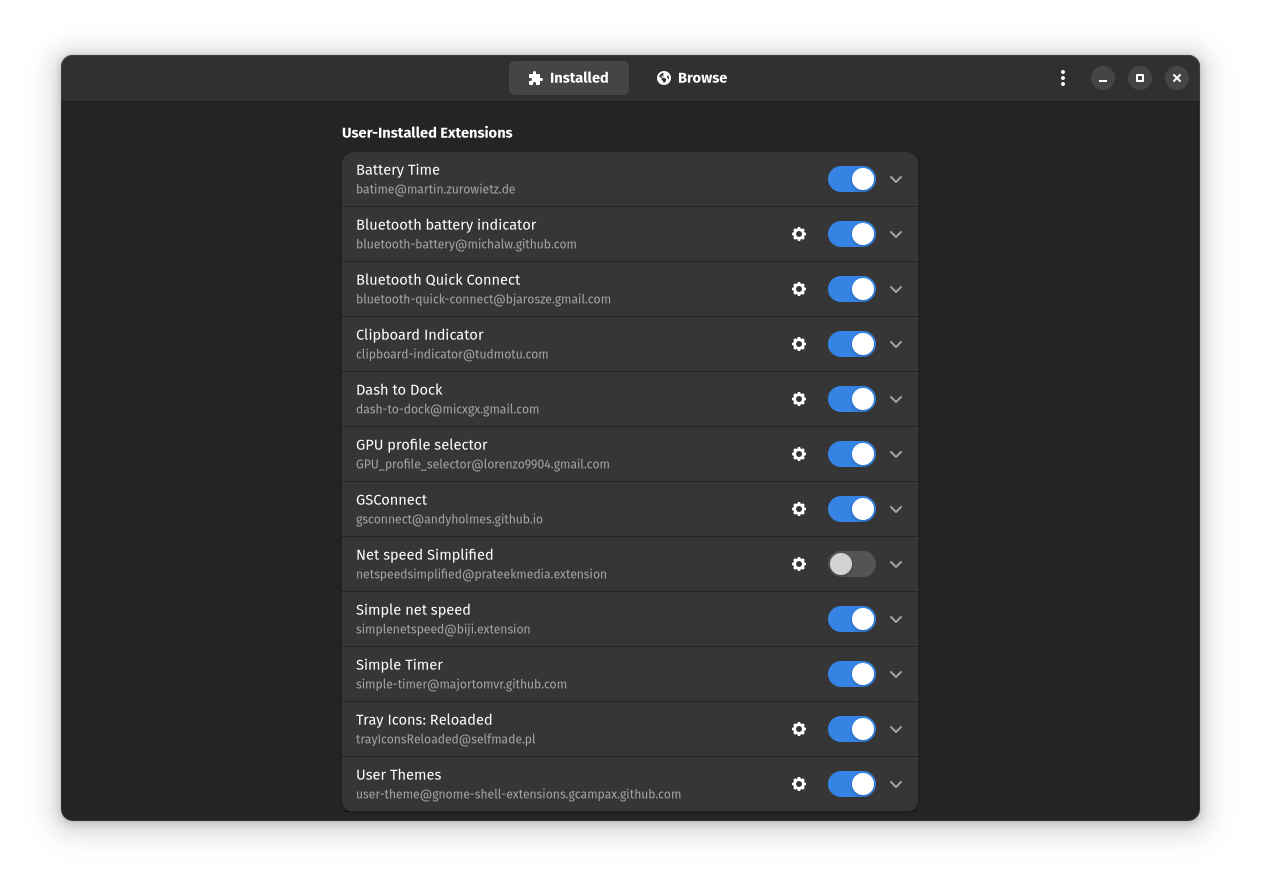 Installed
Browse
User-Installed Extensions
Battery Time
batime@martin.zurowietz.de
Bluetooth battery indicator
bluetooth-battery@michalw.github.com
Bluetooth Quick Connect
bluetooth-quick-connect@bjarosze.gmail.com
Clipboard Indicator
clipboard-indicator@tudmotu.com
Dash to Dock
dash-to-dock@micxgx.gmail.com
GPU profile selector
GPU_profile_selector@lorenzo9904.gmail.com
GSConnect
gsconnect@andyholmes.github.io
Net speed Simplified
netspeedsimplified@prateekmedia.extension
Simple net speed
simplenetspeed@biji.extension
Simple Timer
simple-timer@majortomvr.github.com
Tray Icons: Reloaded
trayIconsReloaded@selfmade.pl
User Themes
user-theme@gnome-shell-extensions.gcampax.github.com